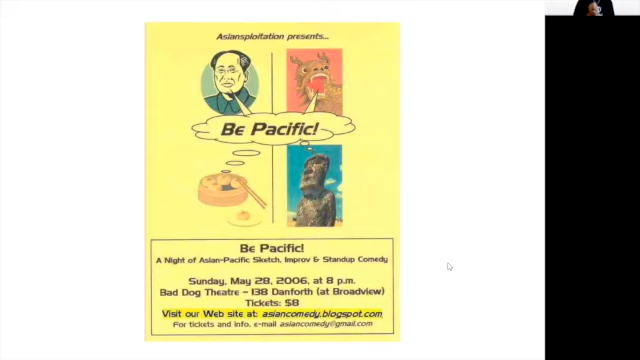 Asiansploitation presents...
Be Pacific!
Be Pacific!
A Night of Asian-Pacific Sketch, Improv & Standup Comedy
Sunday, May 28, 2006, at 8 p.m.
Bad Dog Theatre - 138 Danforth (at Broadview)
Tickets: $8
Visit our Web site at: asiancomedy.blogspot.com
For tickets and info. e-mail asiancomedy@gmail.com